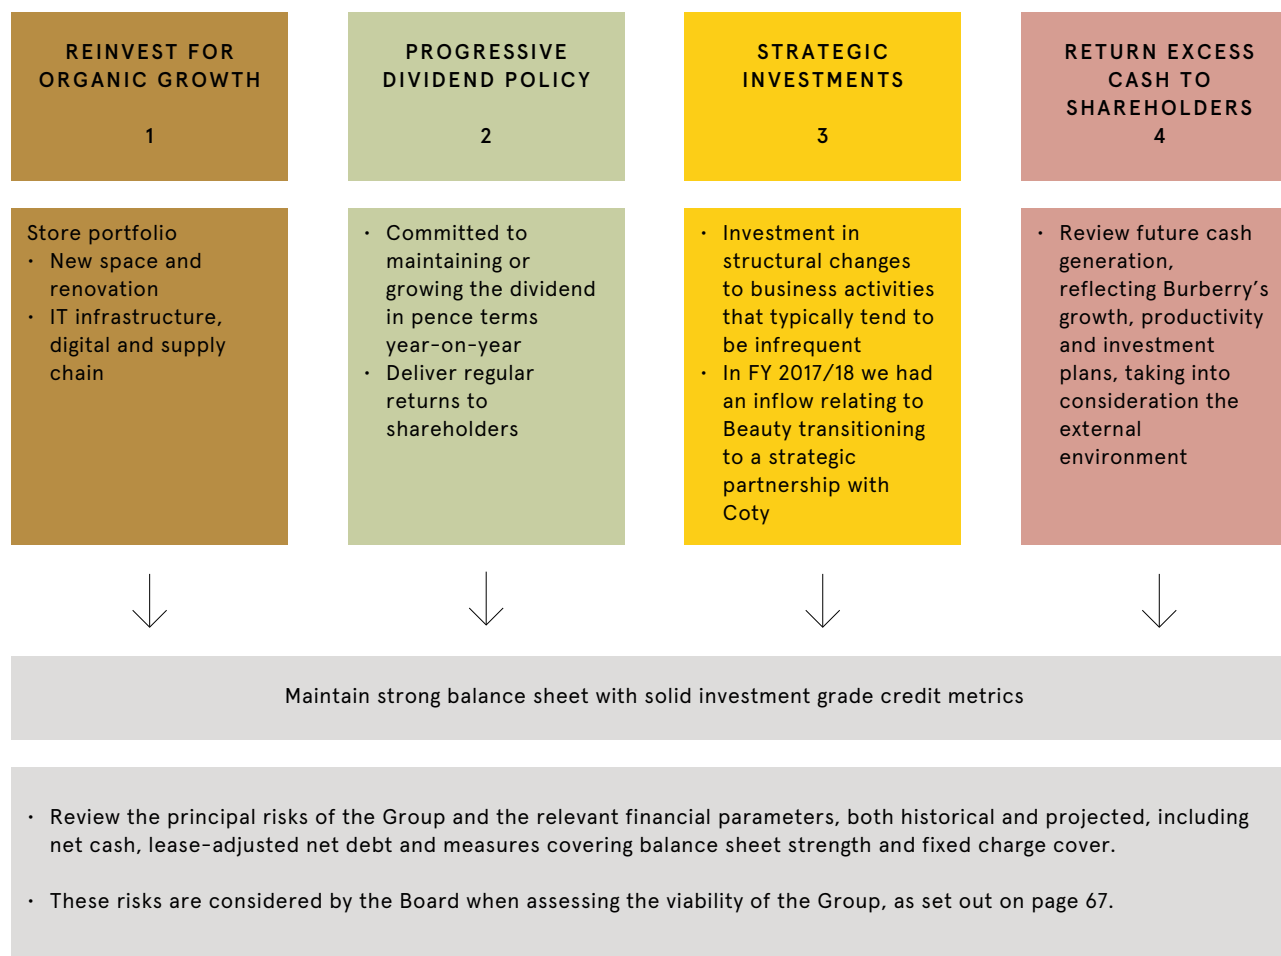 REINVEST FOR
ORGANIC GROWTH
1
PROGRESSIVE
DIVIDEND POLICY
2
STRATEGIC
INVESTMENTS
3
RETURN EXCESS
CASH TO
SHAREHOLDERS
4
Store portfolio
• New space and
renovation
• IT infrastructure,
digital and supply
chain
• Committed to
maintaining or
growing the dividend
in pence terms
year-on-year
• Deliver regular
returns to
shareholders
• Investment in
structural changes
to business activities
that typically tend to
be infrequent
• In FY 2017/18 we had
an inflow relating to
Beauty transitioning
to a strategic
partnership with
Coty
• Review future cash
generation,
reflecting Burberry’s
growth, productivity
and investment
plans, taking into
consideration the
external
environment
Maintain strong balance sheet with solid investment grade credit metrics
• Review the principal risks of the Group and the relevant financial parameters, both historical and projected, including
net cash, lease-adjusted net debt and measures covering balance sheet strength and fixed charge cover.
• These risks are considered by the Board when assessing the viability of the Group, as set out on page 67.